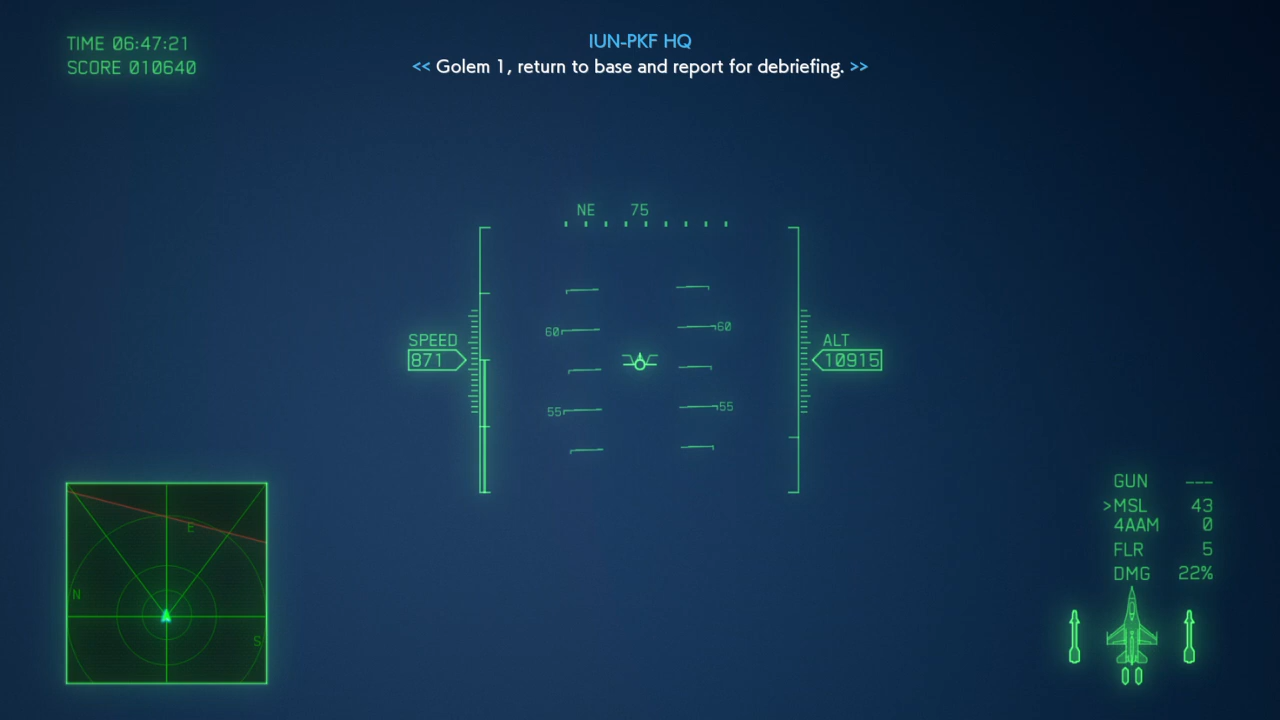 TIME 06:47:21
SCORE 010640
IUN-PKF HQ
<< Golem 1, return to base and report for debriefing. >>
NE 75
60 60
SPEED
871
ALT
10915
55 55
GUN ---
>MSL 43
4AAM 0
FLR 5
DMG 22%
E
N
S